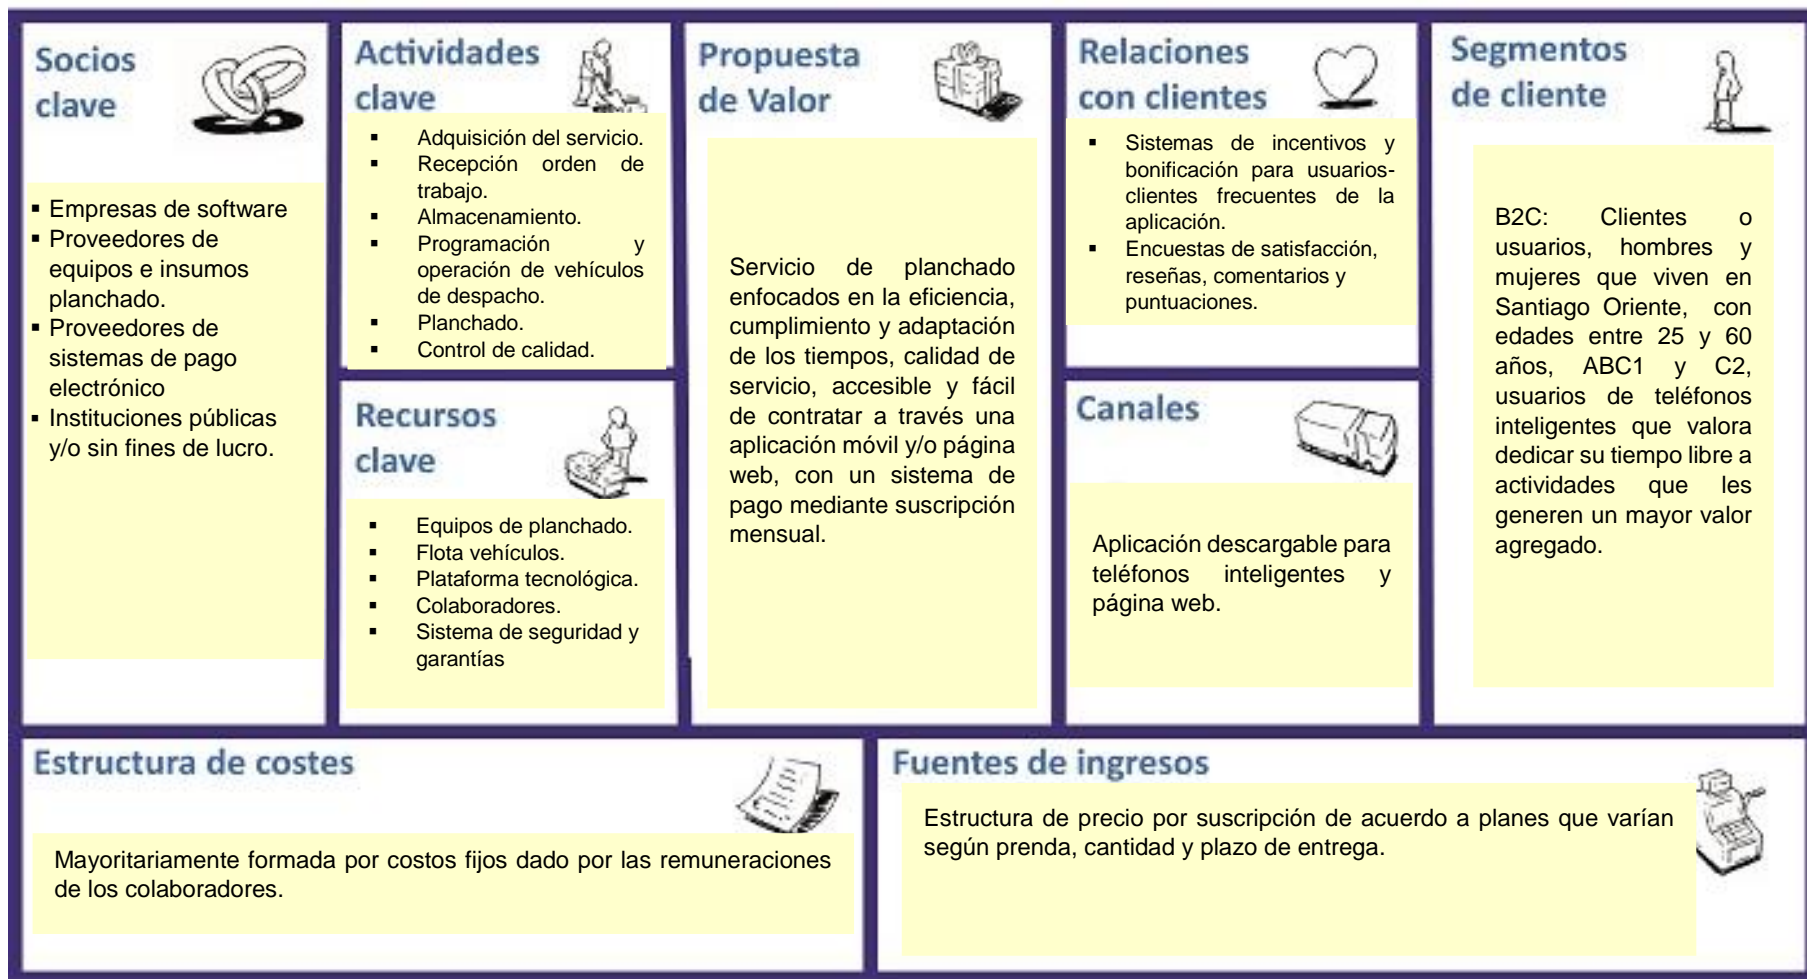 Socios
clave
▪ Empresas de software
▪ Proveedores de
equipos e insumos
planchado.
▪ Proveedores de
sistemas de pago
electrónico
▪ Instituciones públicas
y/o sin fines de lucro.
Actividades
clave
▪ Adquisición del servicio.
▪ Recepción orden de
trabajo.
▪ Almacenamiento.
▪ Programación y
operación de vehículos
de despacho.
▪ Planchado.
▪ Control de calidad.
Recursos
clave
▪ Equipos de planchado.
▪ Flota vehículos.
▪ Plataforma tecnológica.
▪ Colaboradores.
▪ Sistema de seguridad y
garantías
Propuesta
de Valor
Servicio de planchado
enfocados en la eficiencia,
cumplimiento y adaptación
de los tiempos, calidad de
servicio, accesible y fácil
de contratar a través una
aplicación móvil y/o página
web, con un sistema de
pago mediante suscripción
mensual.
Relaciones
con clientes
▪ Sistemas de incentivos y
bonificación para usuarios-
clientes frecuentes de la
aplicación.
▪ Encuestas de satisfacción,
reseñas, comentarios y
puntuaciones.
Canales
Aplicación descargable para
teléfonos inteligentes y
página web.
Segmentos
de cliente
B2C: Clientes o
usuarios, hombres y
mujeres que viven en
Santiago Oriente, con
edades entre 25 y 60
años, ABC1 y C2,
usuarios de teléfonos
inteligentes que valora
dedicar su tiempo libre a
actividades que les
generen un mayor valor
agregado.
Estructura de costes
Mayoritariamente formada por costos fijos dado por las remuneraciones
de los colaboradores.
Fuentes de ingresos
Estructura de precio por suscripción de acuerdo a planes que varían
según prenda, cantidad y plazo de entrega.